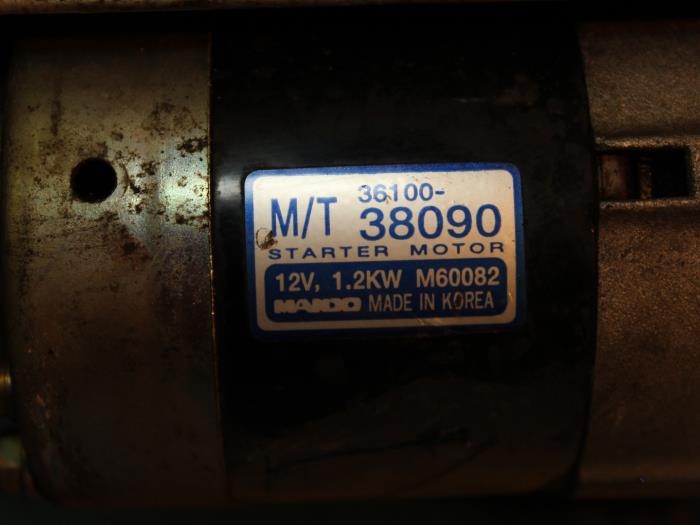 36100-
M/T 38090
STARTER MOTOR
12V, 1.2KW M60082
MANDO MADE IN KOREA